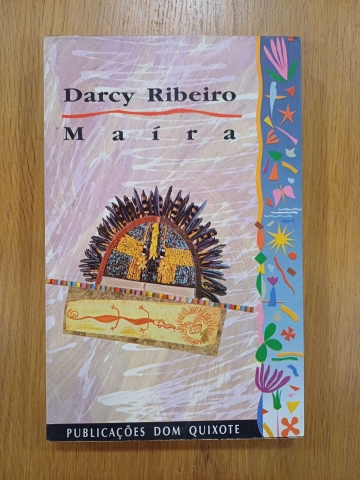 Darcy Ribeiro
Maíra
PUBLICAÇÕES DOM QUIXOTE